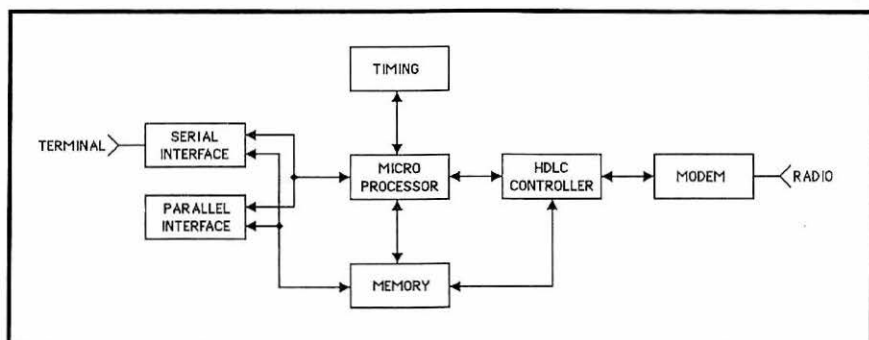 TIMING
TERMINAL
SERIAL
INTERFACE
MICRO
PROCESSOR
HDLC
CONTROLLER
MODEM
RADIO
PARALLEL
INTERFACE
MEMORY